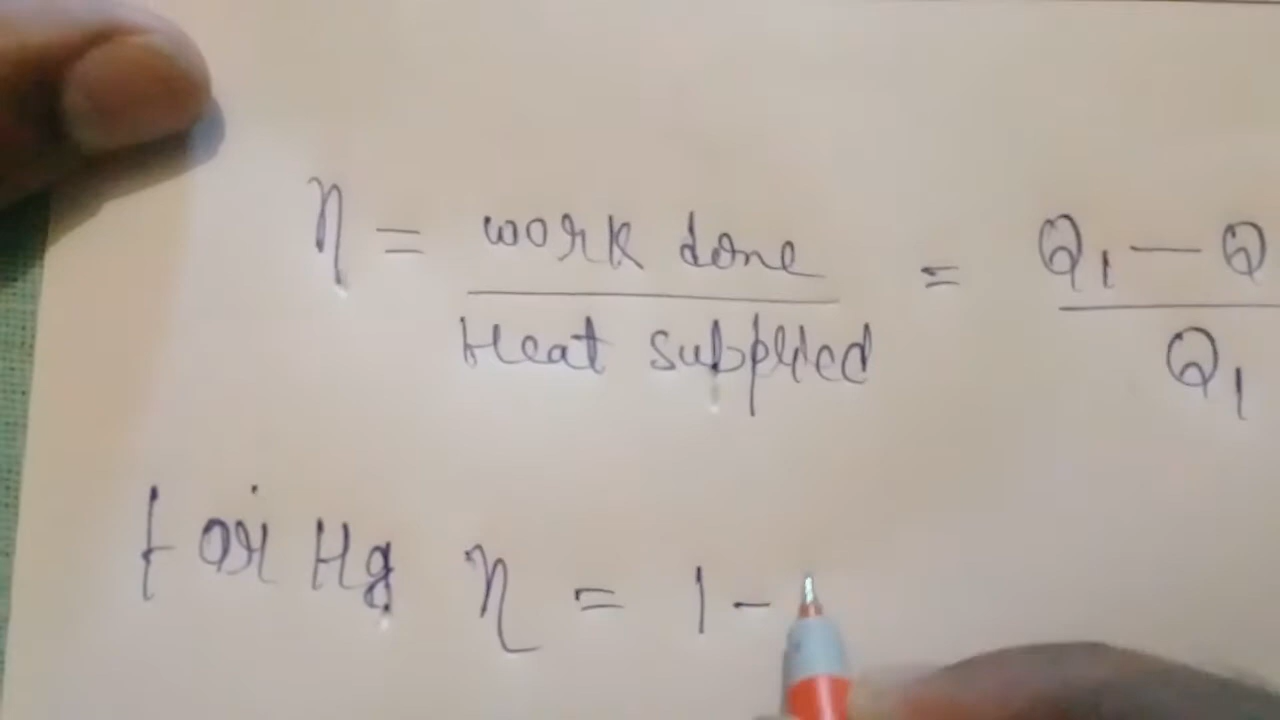 η = work done / Heat supplied = Q₁ — Q / Q₁
for Hg η = 1 -